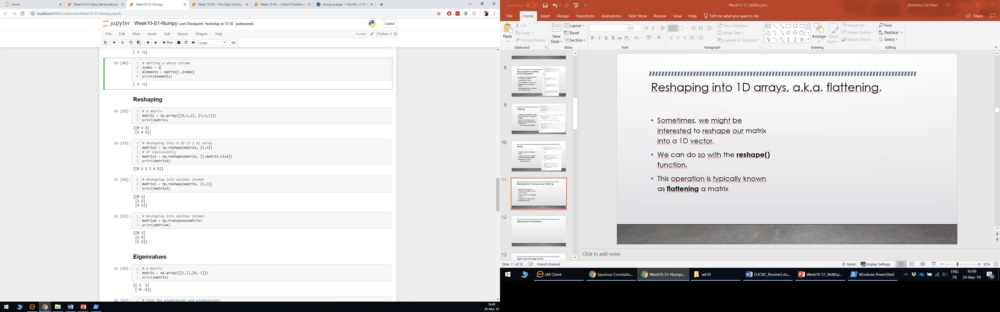 Home
Week10-S1-Data_Manipulations
Week10-S1-Numpy
Week 10 ML - Pre-Class Activity
Week 10 ML - Cohort Problems
numpy.arange — NumPy v1.16
localhost:8888/notebooks/Week10-S1-Numpy.ipynb
jupyter Week10-S1-Numpy Last Checkpoint: Yesterday at 13:18 (autosaved)
Logout
File Edit View Insert Cell Kernel Widgets Help
Trusted Python 3
Run Code
[ 1 -1]
In [46]:
1 # Getting a whole column
2 index = 1
3 elements = matrix[:,index]
4 print(elements)
[ 2 -1]
Reshaping
In [22]:
1 # A matrix
2 matrix = np.array([[0,1,2], [3,4,5]])
3 print(matrix)
[[0 1 2]
[3 4 5]]
In [23]:
1 # Reshaping into a 2D (1 x N) array
2 matrix2 = np.reshape(matrix, [1,6])
3 # Or equivalently
4 matrix2 = np.reshape(matrix, [1,matrix.size])
5 print(matrix2)
[[0 1 2 3 4 5]]
In [24]:
1 # Reshaping into another format
2 matrix3 = np.reshape(matrix, [3,2])
3 print(matrix3)
[[0 1]
[2 3]
[4 5]]
In [25]:
1 # Reshaping into another format
2 matrix4 = np.transpose(matrix)
3 print(matrix4)
[[0 3]
[1 4]
[2 5]]
Eigenvalues
In [26]:
1 # A matrix
2 matrix = np.array([[1,1],[0,-1]])
3 print(matrix)
[[ 1  1]
[ 0 -1]]
In [27]:
1 # Find the eigenvalues and eigenvectors
16:49
29-Mar-19
AutoSave Off
Week10-S1_MdM.pptx
Matthieu De Mari
File Home Insert Design Transitions Animations Slide Show Review View Help Tell me what you want to do
Share
Paste
Cut
Copy
Format Painter
Clipboard
New Slide
Layout
Reset
Section
Slides
20
Font
Text Direction
Align Text
Convert to SmartArt
Paragraph
Arrange
Quick Styles
Shape Fill
Shape Outline
Shape Effects
Drawing
Find
Replace
Select
Editing
8
Basic operators: addition and multiplication
9
Indexing
10
Slicing
11
Reshaping into 1D arrays, a.k.a. flattening.
12
Reshaping and transposing
13
Eigenvalues and eigenvectors
Reshaping into 1D arrays, a.k.a. flattening.
• Sometimes, we might be
interested to reshape our matrix
into a 1D vector.
• We can do so with the reshape()
function.
• This operation is typically known
as flattening a matrix
Click to add notes
Slide 11 of 33 French (France)
Notes Display Settings 82%
eM Client
Spurious Correlatio...
Week10-S1-Numpy...
wk10
EUCNC_Review3.do...
Week10-S1_MdM.p...
Windows PowerShell
ENG
FR
16:49
29-Mar-19
10